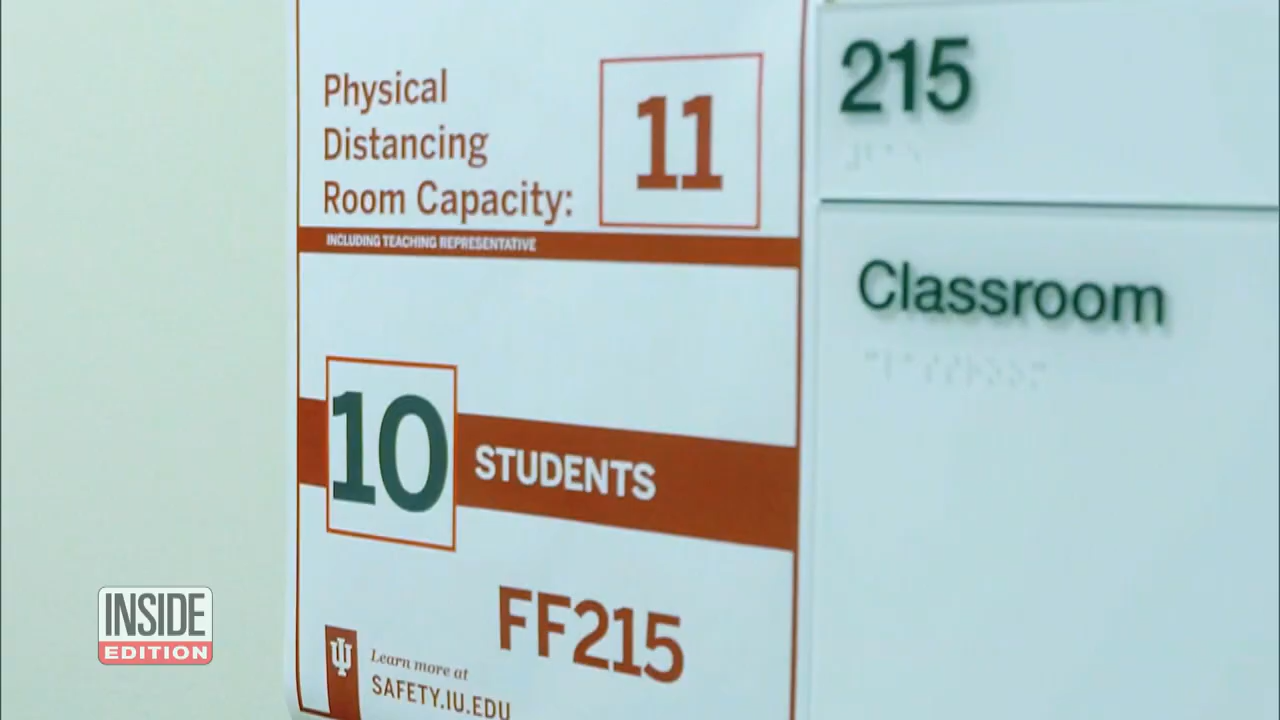 Physical
Distancing
Room Capacity:
11
INCLUDING TEACHING REPRESENTATIVE
10
STUDENTS
FF215
Learn more at
SAFETY.IU.EDU
215
Classroom
INSIDE
EDITION